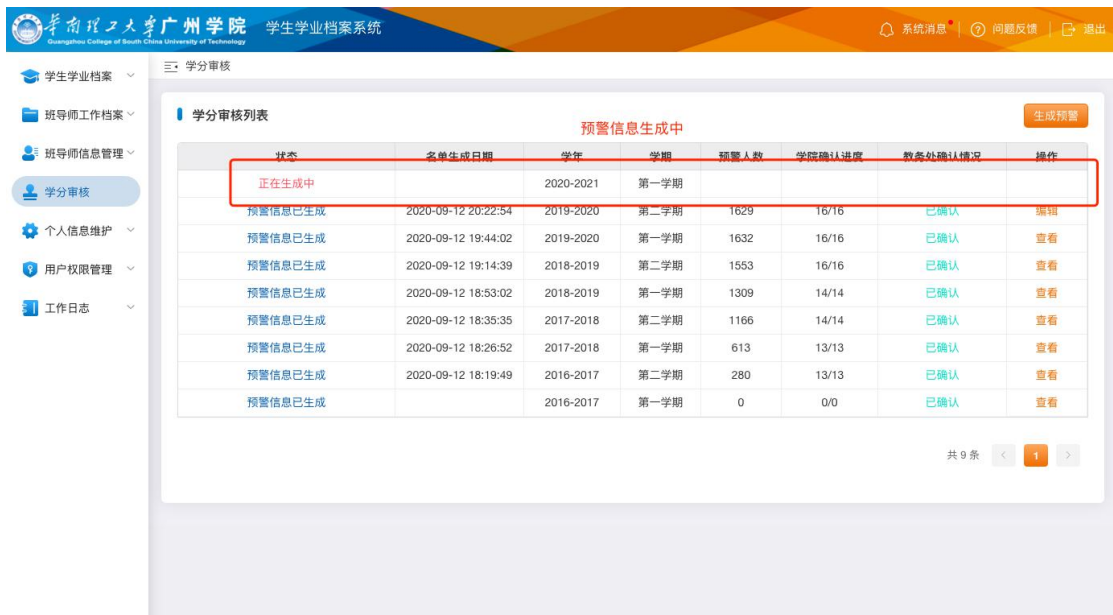 华南理工大学广州学院 学生学业档案系统 系统消息 | 问题反馈 | 退出
Guangzhou College of South China University of Technology
学生学业档案
班导师工作档案
班导师信息管理
学分审核
个人信息维护
用户权限管理
工作日志
学分审核
学分审核列表 生成预警
预警信息生成中
状态 名单生成日期 学年 学期 预警人数 学院确认进度 教务处确认情况 操作
正在生成中 2020-2021 第一学期
预警信息已生成 2020-09-12 20:22:54 2019-2020 第二学期 1629 16/16 已确认 编辑
预警信息已生成 2020-09-12 19:44:02 2019-2020 第一学期 1632 16/16 已确认 查看
预警信息已生成 2020-09-12 19:14:39 2018-2019 第二学期 1553 16/16 已确认 查看
预警信息已生成 2020-09-12 18:53:02 2018-2019 第一学期 1309 14/14 已确认 查看
预警信息已生成 2020-09-12 18:35:35 2017-2018 第二学期 1166 14/14 已确认 查看
预警信息已生成 2020-09-12 18:26:52 2017-2018 第一学期 613 13/13 已确认 查看
预警信息已生成 2020-09-12 18:19:49 2016-2017 第二学期 280 13/13 已确认 查看
预警信息已生成 2016-2017 第一学期 0 0/0 已确认 查看
共 9 条 < 1 >